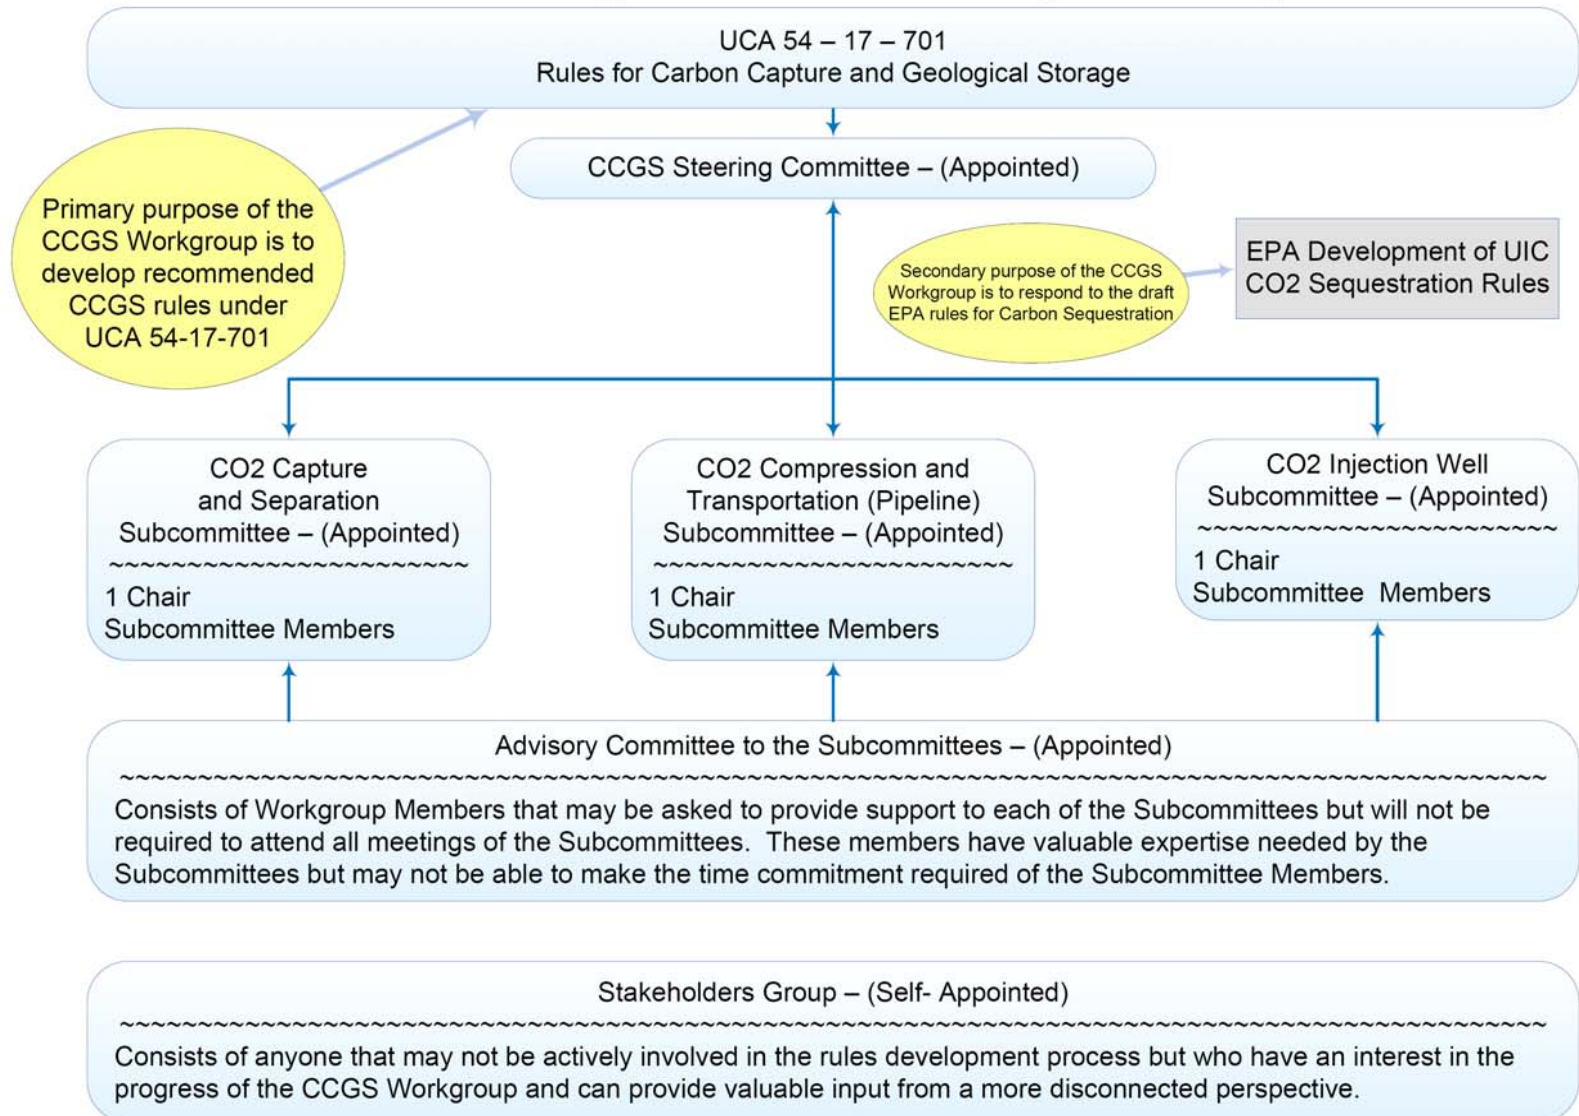 UCA 54 – 17 – 701
Rules for Carbon Capture and Geological Storage
CCGS Steering Committee – (Appointed)
Primary purpose of the
CCGS Workgroup is to
develop recommended
CCGS rules under
UCA 54-17-701
Secondary purpose of the CCGS
Workgroup is to respond to the draft
EPA rules for Carbon Sequestration
EPA Development of UIC
CO2 Sequestration Rules
CO2 Capture
and Separation
Subcommittee – (Appointed)
~~~~~~~~~~~~~~~~~~~~~~~
1 Chair
Subcommittee Members
CO2 Compression and
Transportation (Pipeline)
Subcommittee – (Appointed)
~~~~~~~~~~~~~~~~~~~~~~~
1 Chair
Subcommittee Members
CO2 Injection Well
Subcommittee – (Appointed)
~~~~~~~~~~~~~~~~~~~~~~~
1 Chair
Subcommittee  Members
Advisory Committee to the Subcommittees – (Appointed)
~~~~~~~~~~~~~~~~~~~~~~~~~~~~~~~~~~~~~~~~~~~~~~~~~~~~~~~~~~~~~~~~~~~~~~~~~~~~~~~~~~~~~~~~~~~
Consists of Workgroup Members that may be asked to provide support to each of the Subcommittees but will not be
required to attend all meetings of the Subcommittees.  These members have valuable expertise needed by the
Subcommittees but may not be able to make the time commitment required of the Subcommittee Members.
Stakeholders Group – (Self- Appointed)
~~~~~~~~~~~~~~~~~~~~~~~~~~~~~~~~~~~~~~~~~~~~~~~~~~~~~~~~~~~~~~~~~~~~~~~~~~~~~~~~~~~~~~~~~~~
Consists of anyone that may not be actively involved in the rules development process but who have an interest in the
progress of the CCGS Workgroup and can provide valuable input from a more disconnected perspective.